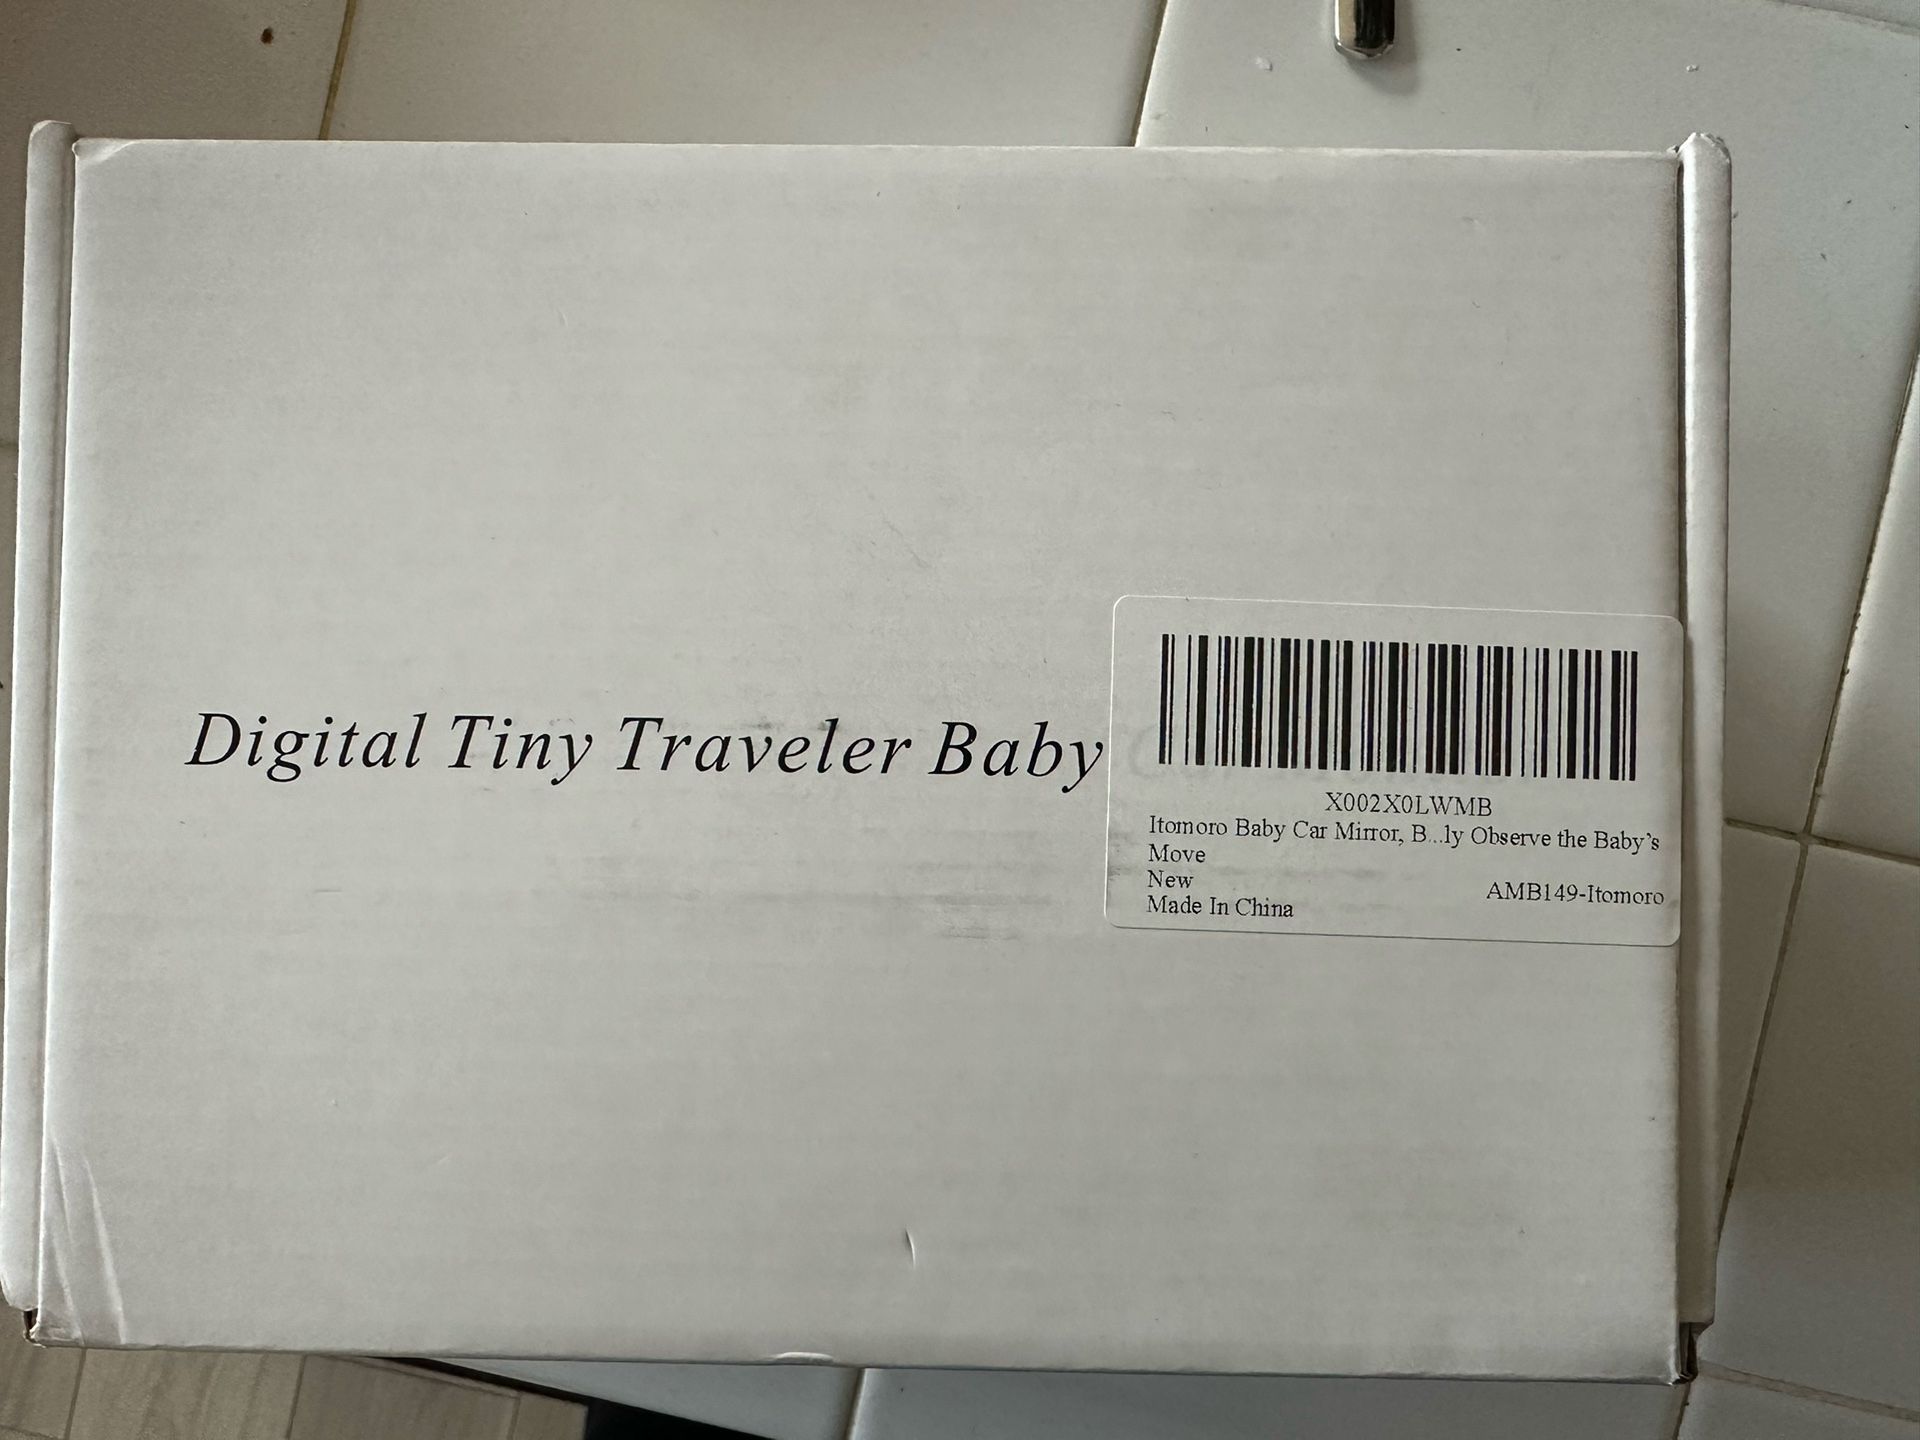 Digital Tiny Traveler Baby
X002X0LWMB
Itomoro Baby Car Mirror, B...ly Observe the Baby's
Move
New
AMB149-Itomoro
Made In China